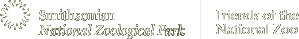 Smithsonian
National Zoological Park
Friends of the
National Zoo